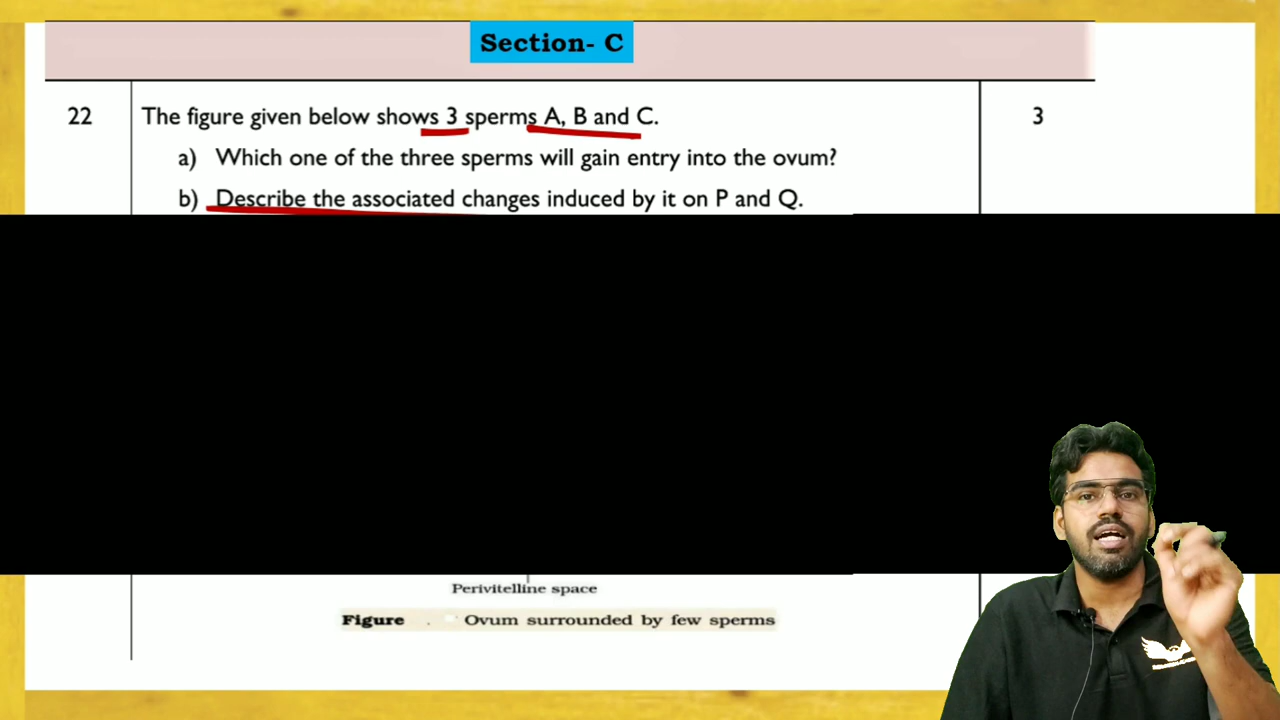 Section- C
22 The figure given below shows 3 sperms A, B and C. 3
a) Which one of the three sperms will gain entry into the ovum?
b) Describe the associated changes induced by it on P and Q.
Perivitelline space
Figure . Ovum surrounded by few sperms